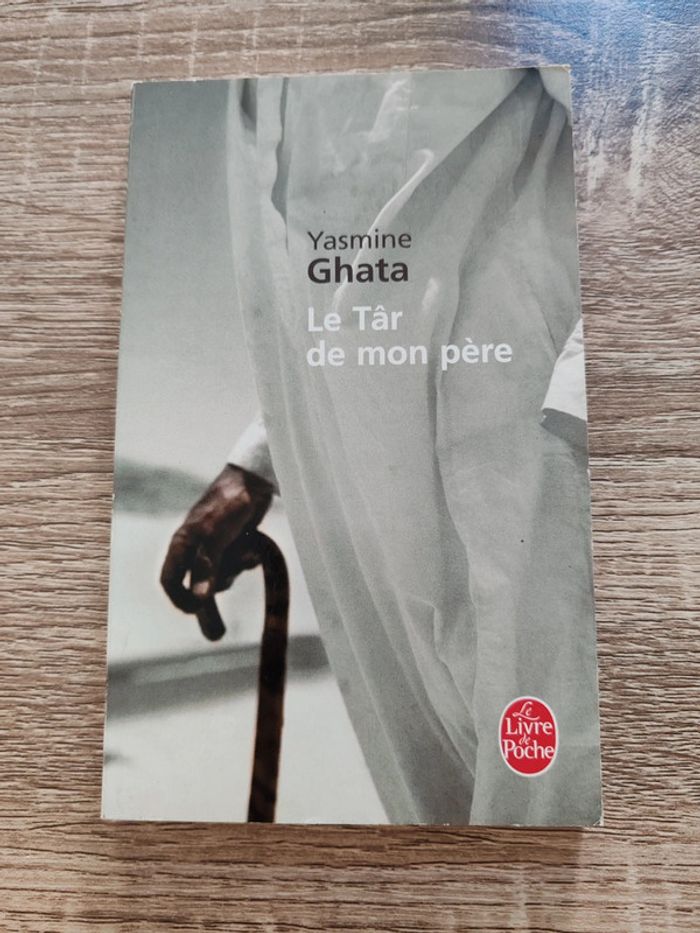 Yasmine
Ghata
Le Târ
de mon père
Le
Livre
de
Poche